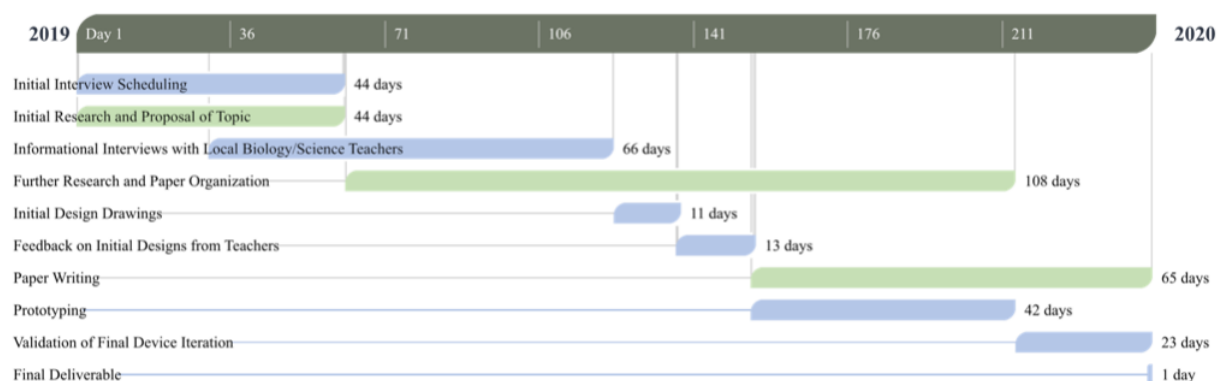 2019 Day 1 36 71 106 141 176 211 2020
Initial Interview Scheduling 44 days
Initial Research and Proposal of Topic 44 days
Informational Interviews with Local Biology/Science Teachers 66 days
Further Research and Paper Organization 108 days
Initial Design Drawings 11 days
Feedback on Initial Designs from Teachers 13 days
Paper Writing 65 days
Prototyping 42 days
Validation of Final Device Iteration 23 days
Final Deliverable 1 day